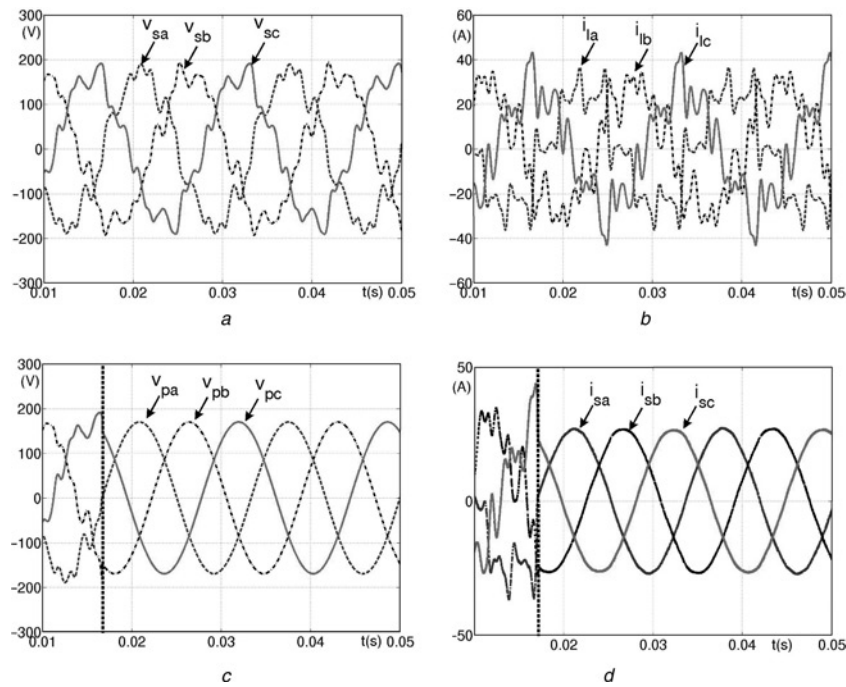 300
(V)
200
100
0
−100
−200
−300
v_sa v_sb v_sc
0.01 0.02 0.03 0.04 t(s) 0.05
a
60
(A)
40
20
0
−20
−40
60
i_la i_lb i_lc
0.01 0.02 0.03 0.04 t(s) 0.05
b
300
(V)
200
100
0
−100
−200
−300
v_pa v_pb v_pc
0.01 0.02 0.03 0.04 t(s) 0.05
c
50
(A)
0
−50
i_sa i_sb i_sc
0.02 0.03 0.04 t(s) 0.05
d